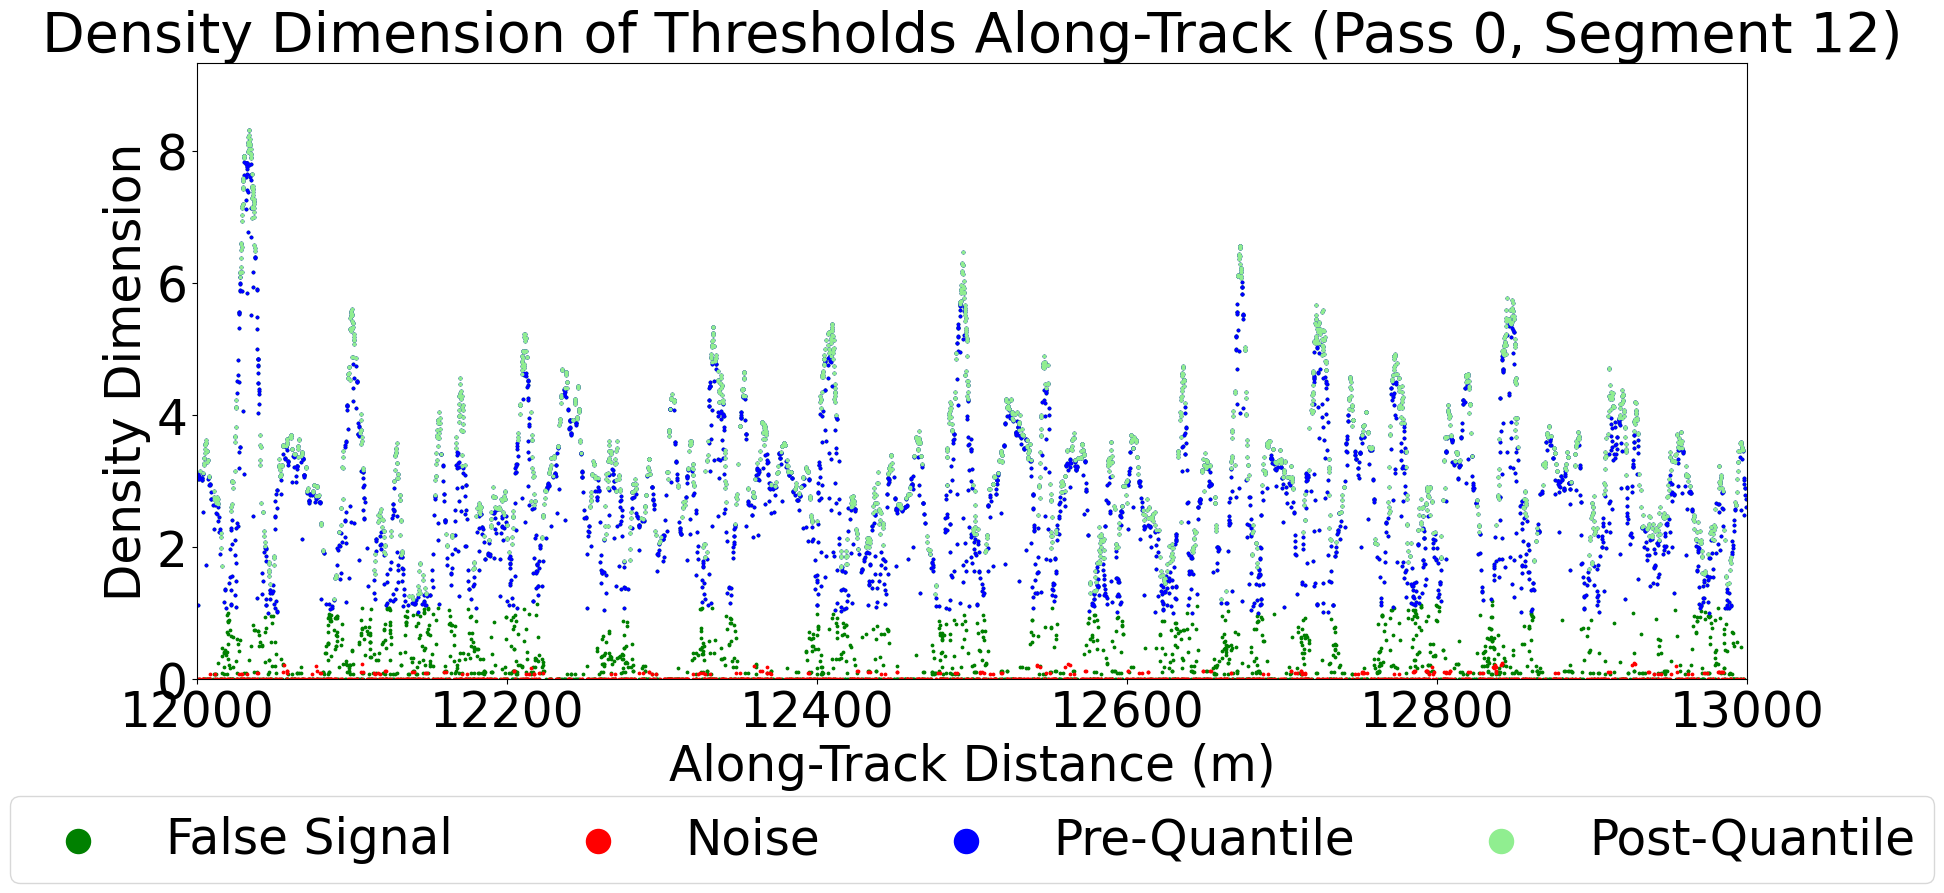 Density Dimension of Thresholds Along-Track (Pass 0, Segment 12)
Density Dimension
8
6
4
2
0
12000 12200 12400 12600 12800 13000
Along-Track Distance (m)
False Signal Noise Pre-Quantile Post-Quantile